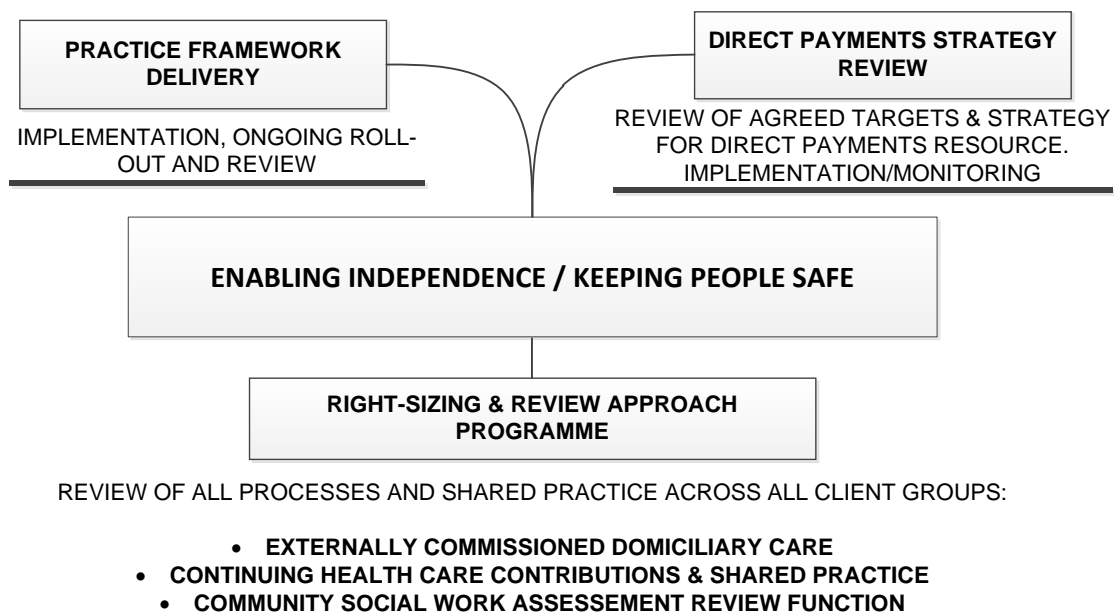 PRACTICE FRAMEWORK
DELIVERY
IMPLEMENTATION, ONGOING ROLL-
OUT AND REVIEW
DIRECT PAYMENTS STRATEGY
REVIEW
REVIEW OF AGREED TARGETS & STRATEGY
FOR DIRECT PAYMENTS RESOURCE.
IMPLEMENTATION/MONITORING
ENABLING INDEPENDENCE / KEEPING PEOPLE SAFE
RIGHT-SIZING & REVIEW APPROACH
PROGRAMME
REVIEW OF ALL PROCESSES AND SHARED PRACTICE ACROSS ALL CLIENT GROUPS:
• EXTERNALLY COMMISSIONED DOMICILIARY CARE
• CONTINUING HEALTH CARE CONTRIBUTIONS & SHARED PRACTICE
• COMMUNITY SOCIAL WORK ASSESSEMENT REVIEW FUNCTION